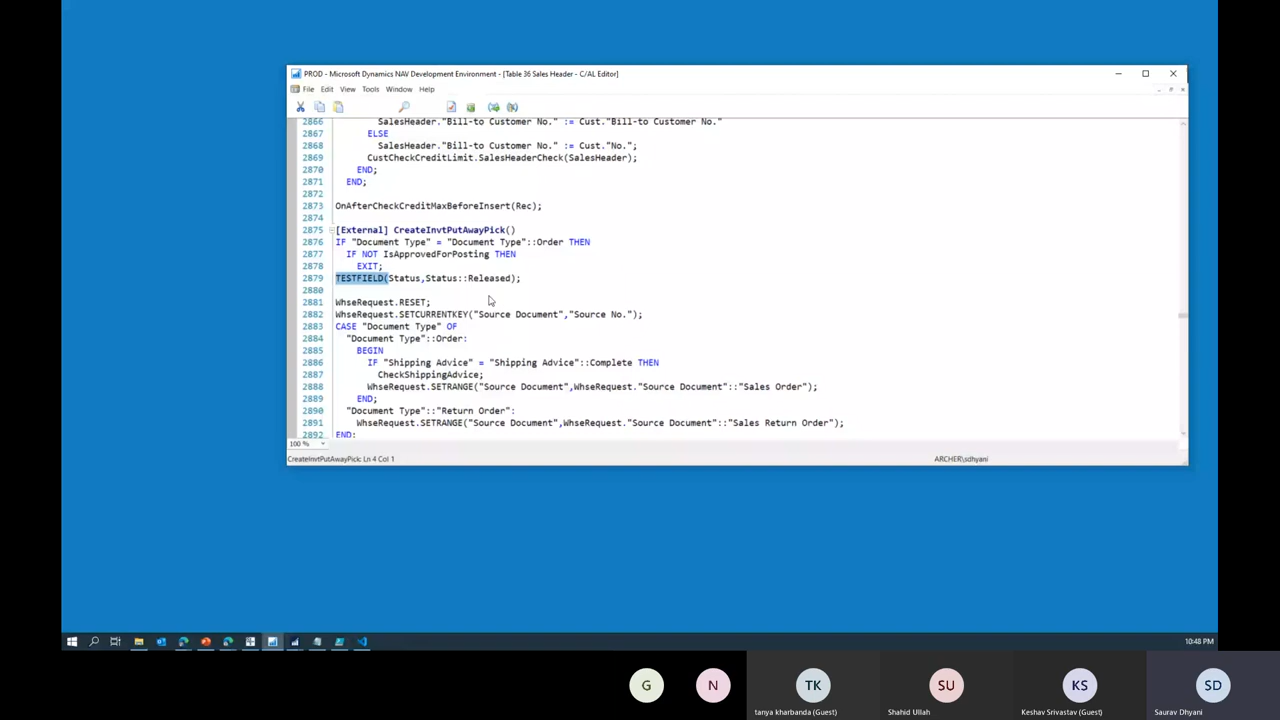 PROD - Microsoft Dynamics NAV Development Environment - [Table 36 Sales Header - C/AL Editor]
File Edit View Tools Window Help
2866 SalesHeader."Bill-to Customer No." := Cust."Bill-to Customer No."
2867 ELSE
2868 SalesHeader."Bill-to Customer No." := Cust."No.";
2869 CustCheckCreditLimit.SalesHeaderCheck(SalesHeader);
2870 END;
2871 END;
2872
2873 OnAfterCheckCreditMaxBeforeInsert(Rec);
2874
2875 [External] CreateInvtPutAwayPick()
2876 IF "Document Type" = "Document Type"::Order THEN
2877 IF NOT IsApprovedForPosting THEN
2878 EXIT;
2879 TESTFIELD(Status,Status::Released);
2880
2881 WhseRequest.RESET;
2882 WhseRequest.SETCURRENTKEY("Source Document","Source No.");
2883 CASE "Document Type" OF
2884 "Document Type"::Order:
2885 BEGIN
2886 IF "Shipping Advice" = "Shipping Advice"::Complete THEN
2887 CheckShippingAdvice;
2888 WhseRequest.SETRANGE("Source Document",WhseRequest."Source Document"::"Sales Order");
2889 END;
2890 "Document Type"::"Return Order":
2891 WhseRequest.SETRANGE("Source Document",WhseRequest."Source Document"::"Sales Return Order");
2892 END;
100 %
CreateInvtPutAwayPick: Ln 4 Col 1 ARCHER\sdhyani
10:48 PM
G N TK SU KS SD
tanya kharbanda (Guest) Shahid Ullah Keshav Srivastav (Guest) Saurav Dhyani